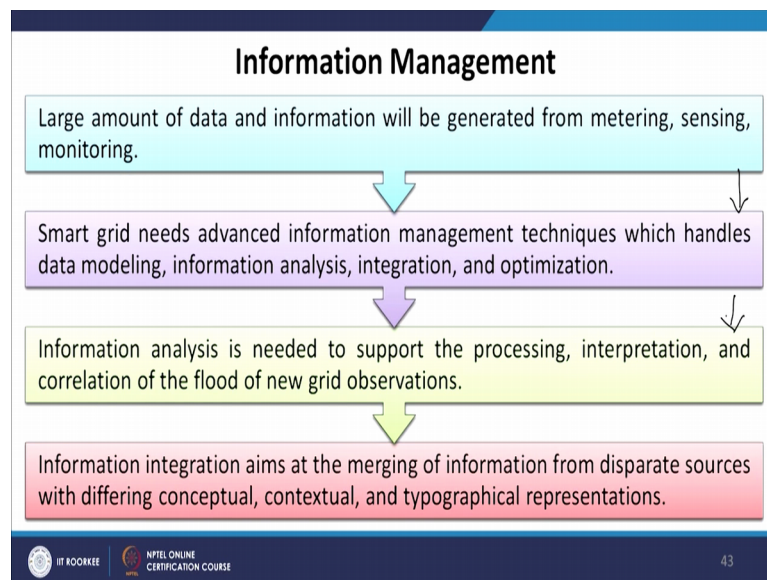 Information Management
Large amount of data and information will be generated from metering, sensing,
monitoring.
Smart grid needs advanced information management techniques which handles
data modeling, information analysis, integration, and optimization.
Information analysis is needed to support the processing, interpretation, and
correlation of the flood of new grid observations.
Information integration aims at the merging of information from disparate sources
with differing conceptual, contextual, and typographical representations.
IIT ROORKEE
NPTEL ONLINE
CERTIFICATION COURSE
43